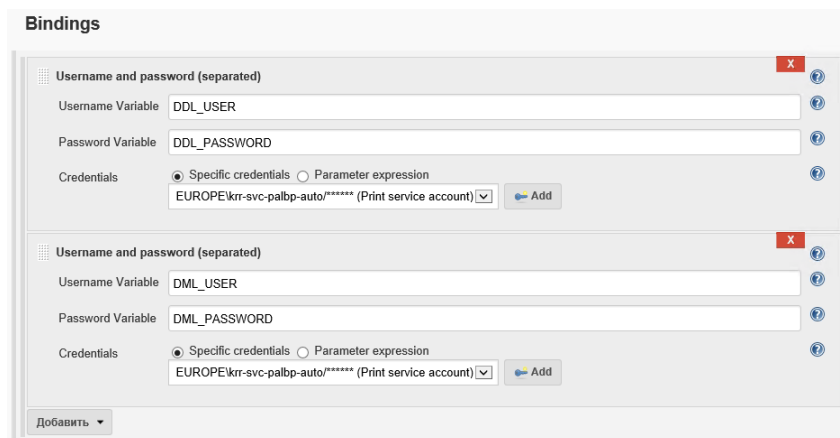 Bindings
X
Username and password (separated)
Username Variable DDL_USER
Password Variable DDL_PASSWORD
Credentials Specific credentials Parameter expression
EUROPE\krr-svc-palbp-auto/****** (Print service account) Add
X
Username and password (separated)
Username Variable DML_USER
Password Variable DML_PASSWORD
Credentials Specific credentials Parameter expression
EUROPE\krr-svc-palbp-auto/****** (Print service account) Add
Добавить